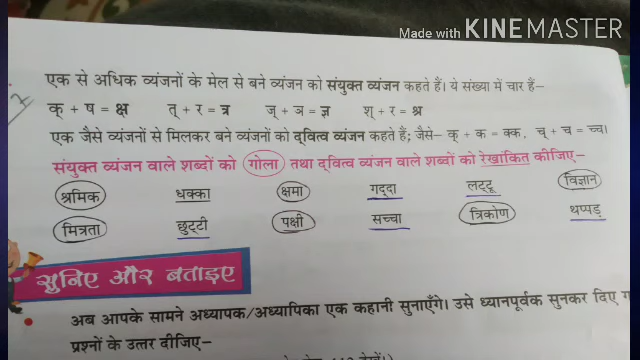 Made with KINEMASTER
एक से अधिक व्यंजनों के मेल से बने व्यंजन को संयुक्त व्यंजन कहते हैं। ये संख्या में चार हैं–
क् + ष = क्ष त् + र = त्र ज् + ञ = ज्ञ श् + र = श्र
एक जैसे व्यंजनों से मिलकर बने व्यंजनों को द्वित्व व्यंजन कहते हैं; जैसे– क् + क = क्क, च् + च = च्च।
संयुक्त व्यंजन वाले शब्दों को गोला तथा द्वित्व व्यंजन वाले शब्दों को रेखांकित कीजिए–
श्रमिक धक्का क्षमा गद्दा लट्टू विज्ञान
मित्रता छुट्टी पक्षी सच्चा त्रिकोण थप्पड़
सुनिए और बताइए
अब आपके सामने अध्यापक/अध्यापिका एक कहानी सुनाएँगे। उसे ध्यानपूर्वक सुनकर दिए
प्रश्नों के उत्तर दीजिए–